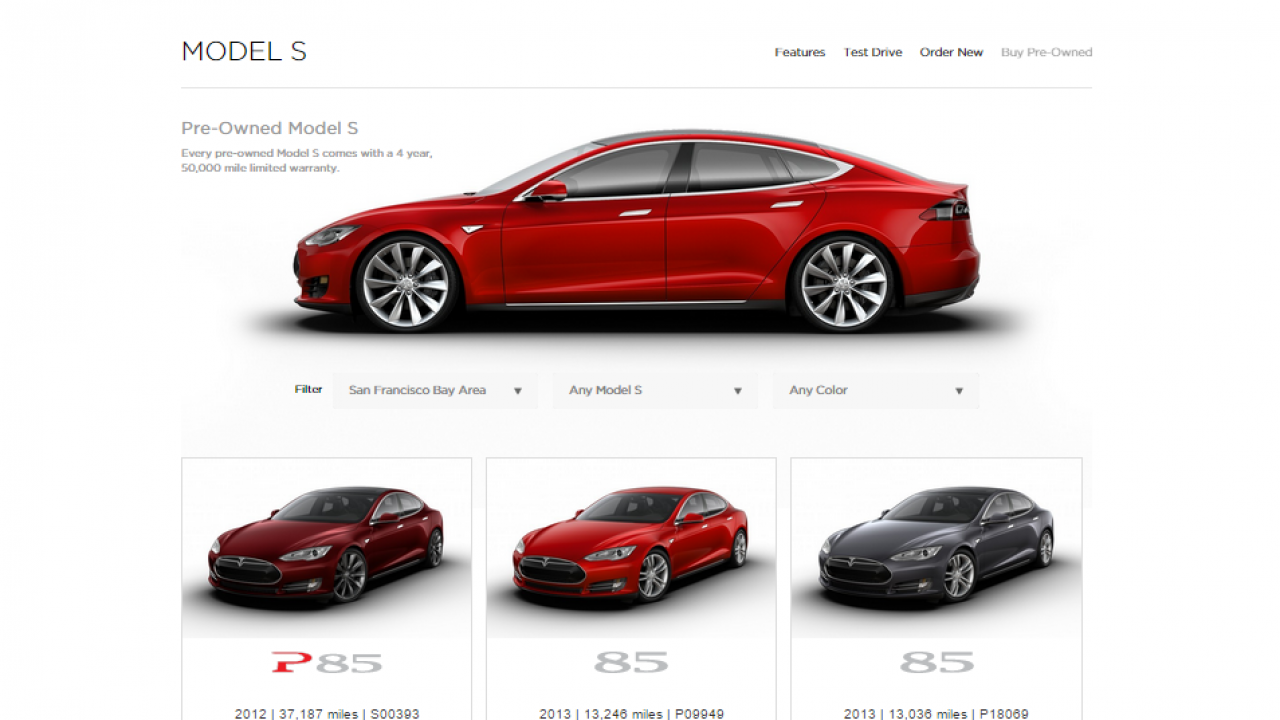 MODEL S
Features Test Drive Order New Buy Pre-Owned
Pre-Owned Model S
Every pre-owned Model S comes with a 4 year,
50,000 mile limited warranty.
Filter San Francisco Bay Area Any Model S Any Color
P85 85 85
2012 | 37,187 miles | S00393 2013 | 13,246 miles | P09949 2013 | 13,036 miles | P18069